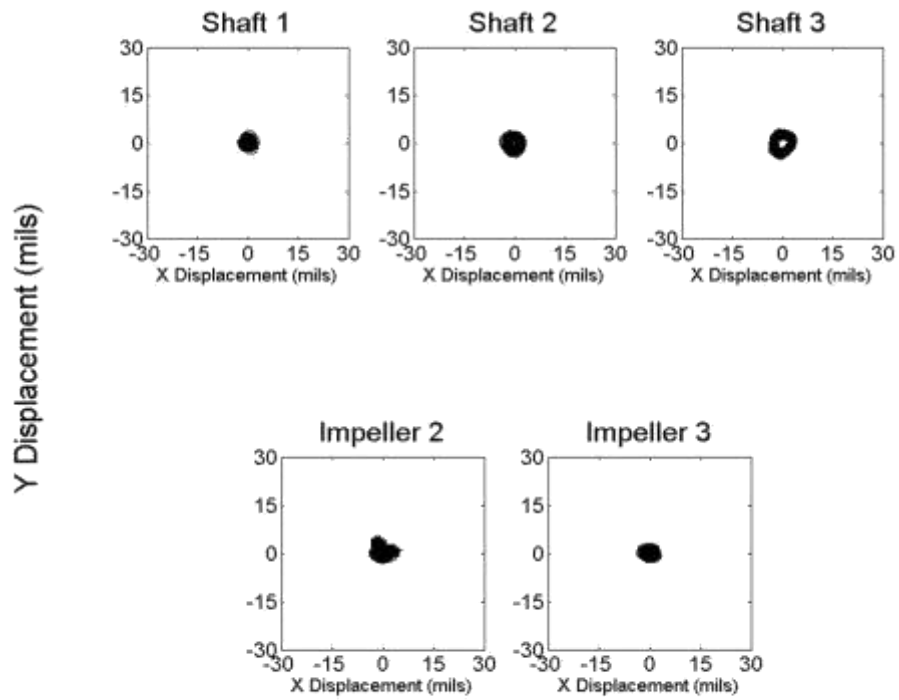 Shaft 1 Shaft 2 Shaft 3
30 30 30
15 15 15
0 0 0
-15 -15 -15
-30 -30 -30
-30 -15 0 15 30 -30 -15 0 15 30 -30 -15 0 15 30
X Displacement (mils) X Displacement (mils) X Displacement (mils)
Y Displacement (mils)
Impeller 2 Impeller 3
30 30
15 15
0 0
-15 -15
-30 -30
-30 -15 0 15 30 -30 -15 0 15 30
X Displacement (mils) X Displacement (mils)